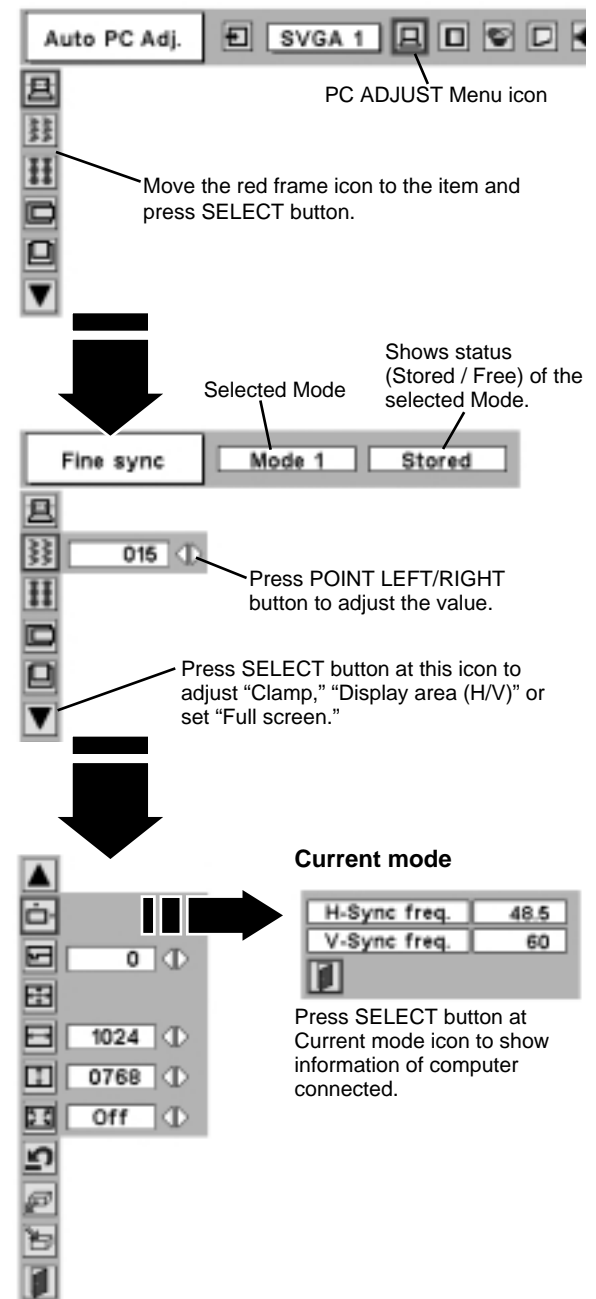 Auto PC Adj.
SVGA 1
PC ADJUST Menu icon
Move the red frame icon to the item and
press SELECT button.
Shows status
(Stored / Free) of the
selected Mode.
Selected Mode
Fine sync
Mode 1
Stored
015
Press POINT LEFT/RIGHT
button to adjust the value.
Press SELECT button at this icon to
adjust “Clamp,” “Display area (H/V)” or
set “Full screen.”
Current mode
H-Sync freq. 48.5
V-Sync freq. 60
Press SELECT button at
Current mode icon to show
information of computer
connected.
0
1024
0768
Off